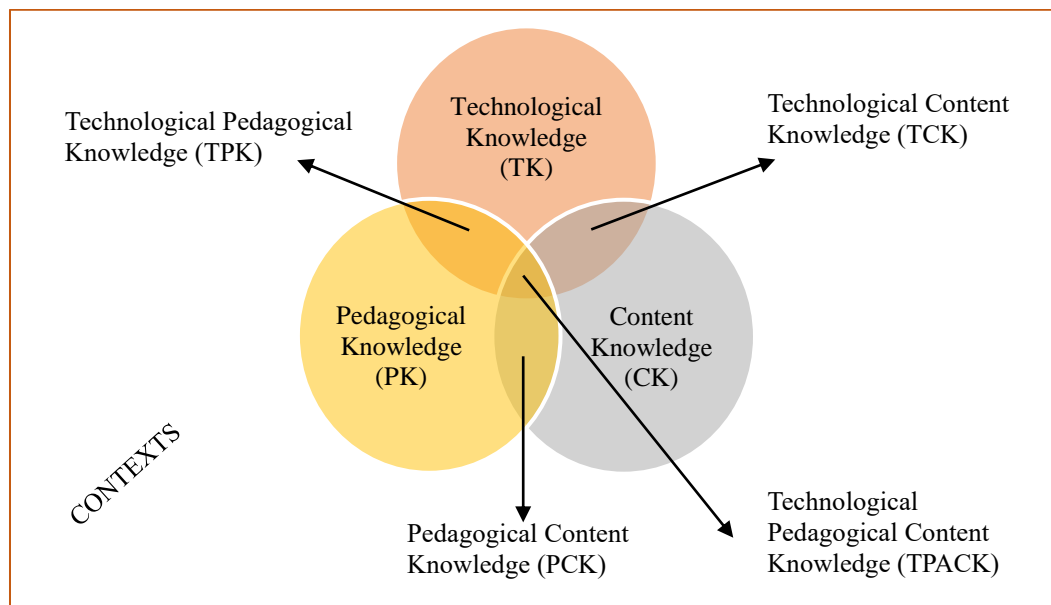 Technological
Knowledge
(TK)
Technological Pedagogical
Knowledge (TPK)
Technological Content
Knowledge (TCK)
Pedagogical
Knowledge
(PK)
Content
Knowledge
(CK)
CONTEXTS
Pedagogical Content
Knowledge (PCK)
Technological
Pedagogical Content
Knowledge (TPACK)